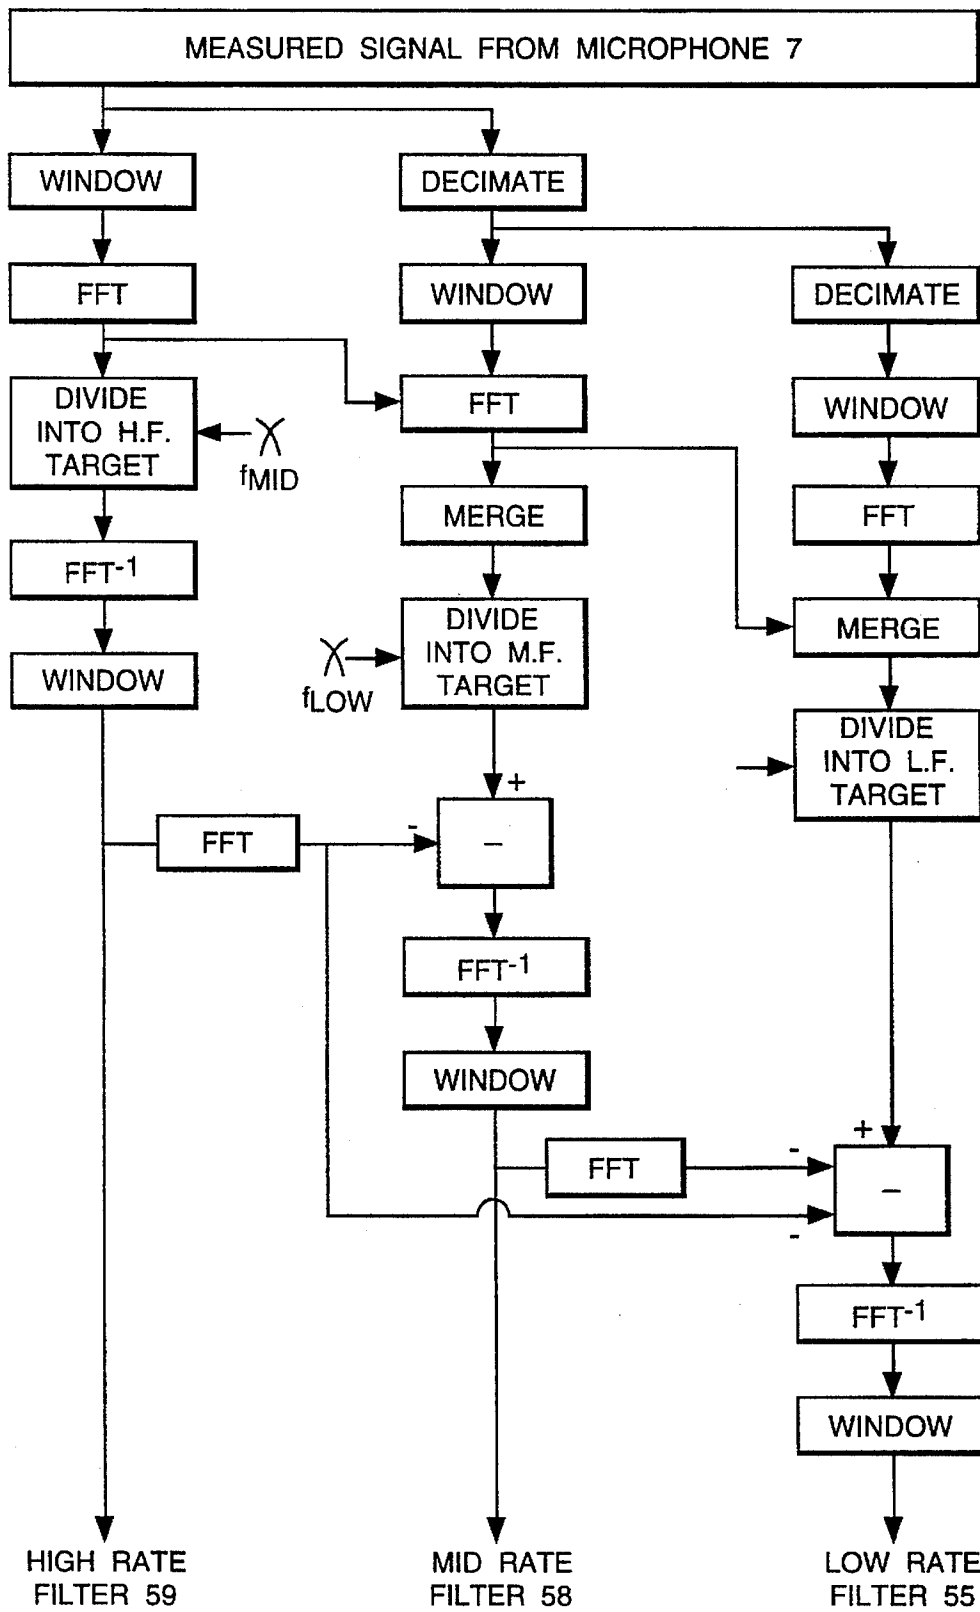 MEASURED SIGNAL FROM MICROPHONE 7
WINDOW
DECIMATE
FFT
WINDOW
DECIMATE
DIVIDE
INTO H.F.
TARGET
fMID
FFT
WINDOW
MERGE
FFT
FFT-1
DIVIDE
INTO M.F.
TARGET
fLOW
MERGE
WINDOW
DIVIDE
INTO L.F.
TARGET
+
FFT
-
–
FFT-1
WINDOW
+
FFT
-
–
-
FFT-1
WINDOW
HIGH RATE
FILTER 59
MID RATE
FILTER 58
LOW RATE
FILTER 55